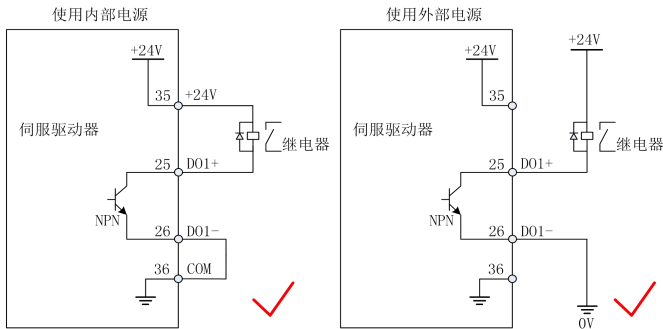 使用内部电源
+24V
35
+24V
伺服驱动器
继电器
25
DO1+
NPN
26
DO1-
36
COM
使用外部电源
+24V
+24V
35
伺服驱动器
继电器
25
DO1+
NPN
26
DO1-
36
0V